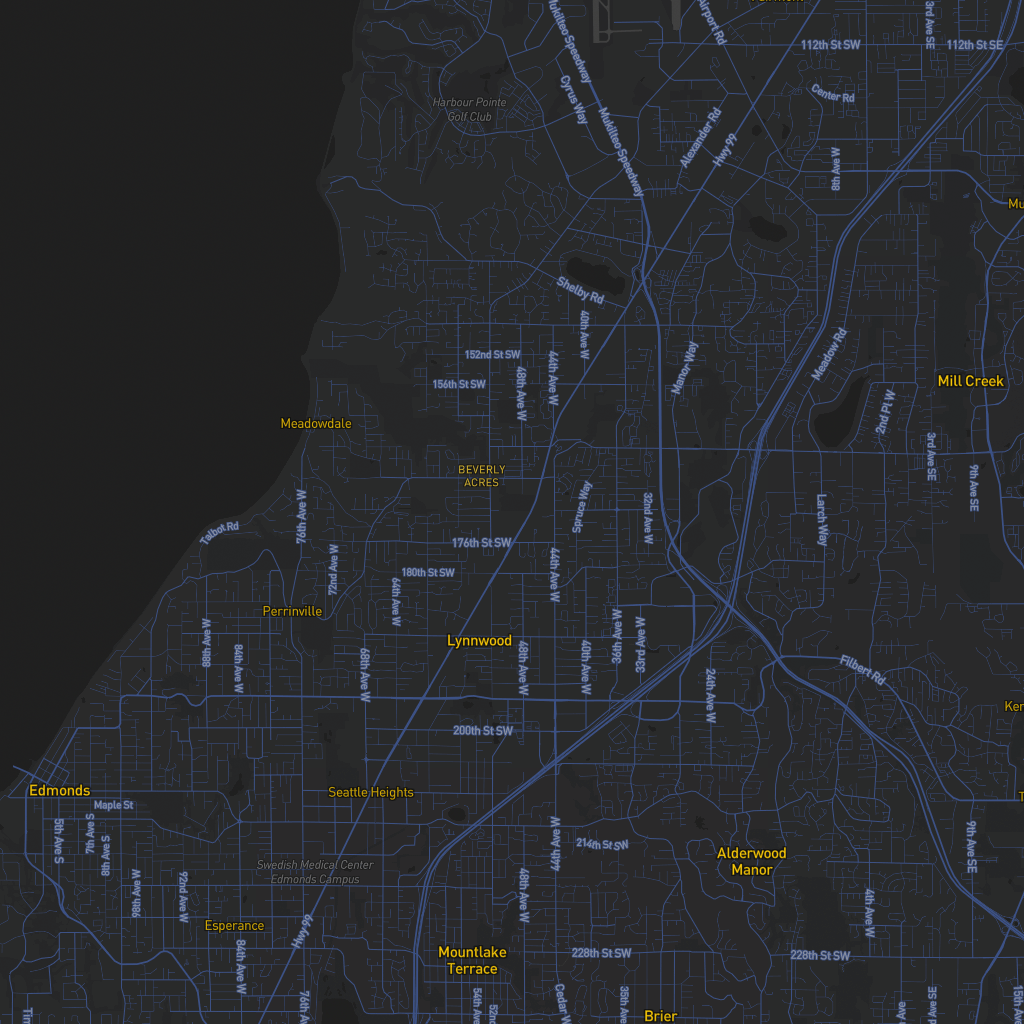 Mukilteo Speedway
Airport Rd
3rd Ave SE
112th St SW
112th St SE
Harbour Pointe
Golf Club
Cyrus Way
Center Rd
Mukilteo Speedway
Alexander Rd
Hwy 99
8th Ave W
Shelby Rd
40th Ave W
152nd St SW
156th St SW
48th Ave W
44th Ave W
Manor Way
Meadow Rd
Mill Creek
2nd Pl W
Meadowdale
BEVERLY
ACRES
3rd Ave SE
9th Ave SE
76th Ave W
Talbot Rd
Spruce Way
32nd Ave W
Larch Way
176th St SW
72nd Ave W
180th St SW
64th Ave W
44th Ave W
Perrinville
88th Ave W
84th Ave W
68th Ave W
Lynnwood
48th Ave W
40th Ave W
36th Ave W
33rd Ave W
24th Ave W
Filbert Rd
200th St SW
Edmonds
Maple St
Seattle Heights
5th Ave S
7th Ave S
8th Ave S
44th Ave W
214th St SW
9th Ave SE
Alderwood
Manor
Swedish Medical Center
Edmonds Campus
98th Ave W
92nd Ave W
48th Ave W
4th Ave W
Esperance
Hwy 99
84th Ave W
Mountlake
Terrace
228th St SW
228th St SW
Brier